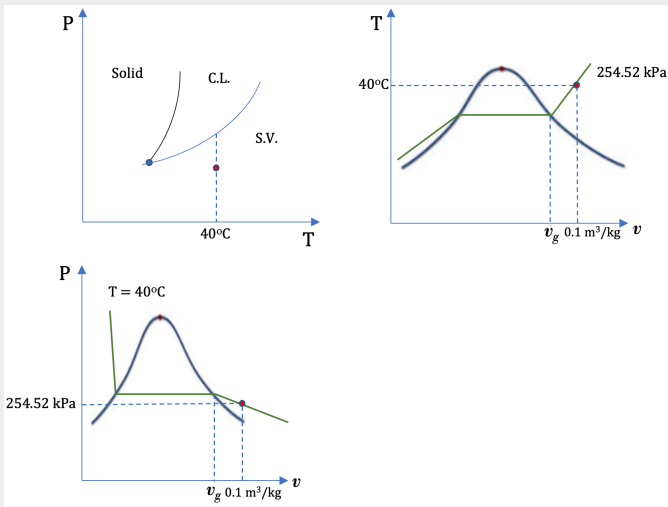 P
Solid
C.L.
S.V.
40°C
T
T
254.52 kPa
40°C
v_g 0.1 m³/kg v
P
T = 40°C
254.52 kPa
v_g 0.1 m³/kg v